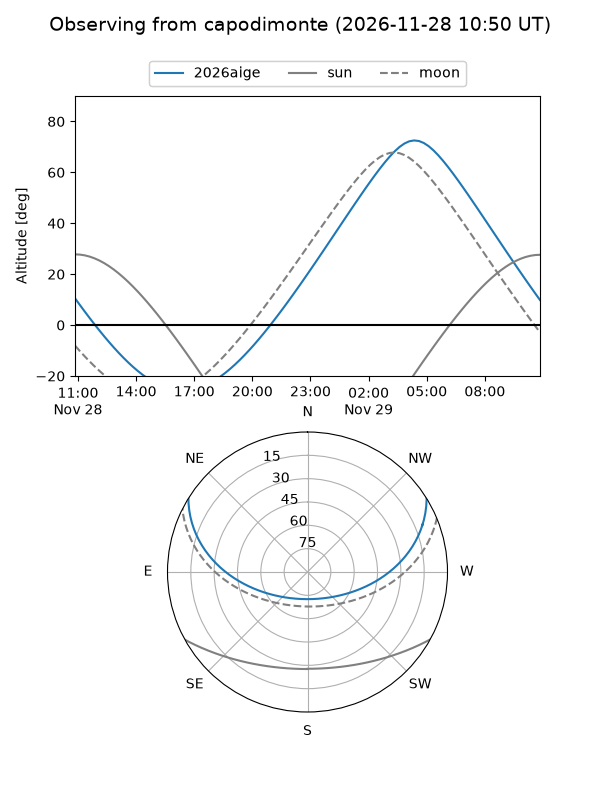 Observing from capodimonte (2026-11-28 10:50 UT)
2026aige sun moon
Altitude [deg]
80
60
40
20
0
−20
11:00 14:00 17:00 20:00 23:00 02:00 05:00 08:00
Nov 28 Nov 29
N
NE NW
15
30
45
60
75
E W
SE SW
S